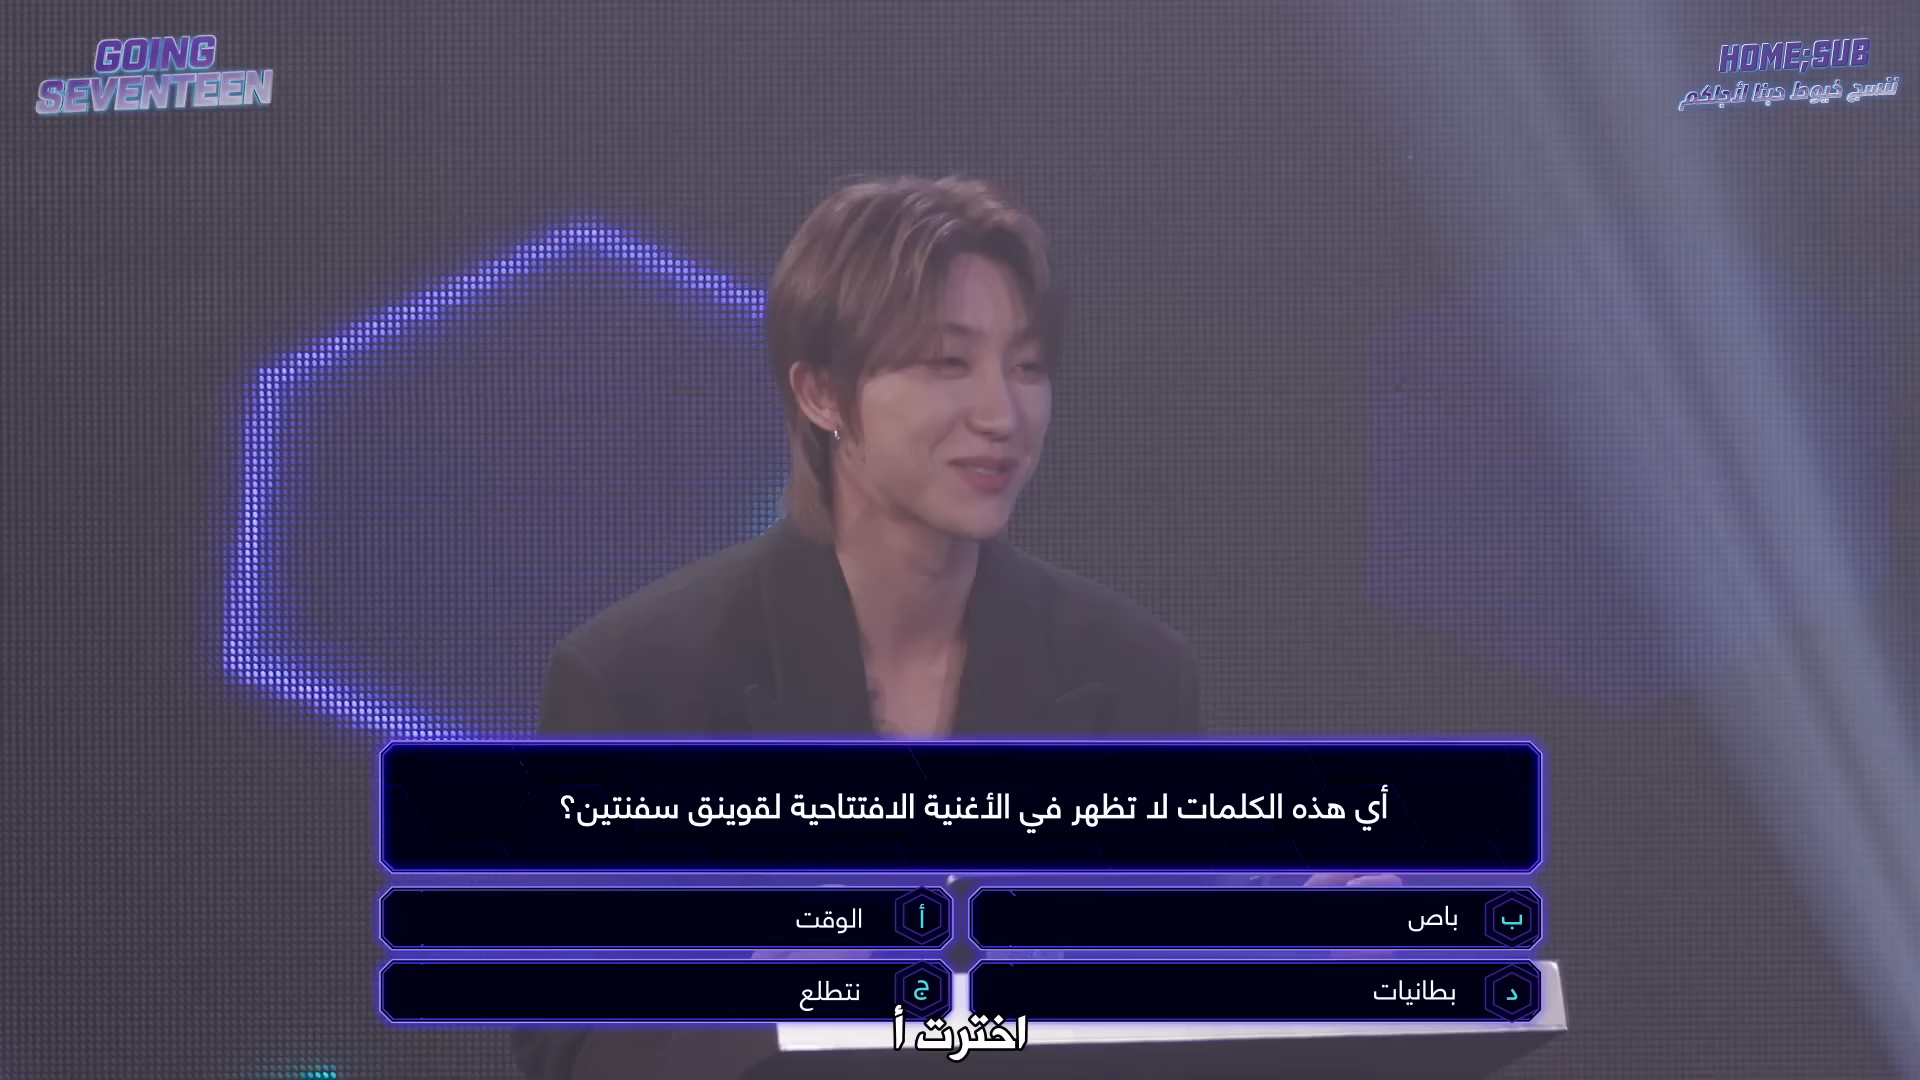 GOING
SEVENTEEN
HOME;SUB
ننسج خيوط حبنا لأجلكم
أي هذه الكلمات لا تظهر في الأغنية الافتتاحية لقوينق سفنتين؟
ب باص
أ الوقت
د بطانيات
ج نتطلع
اخترت أ